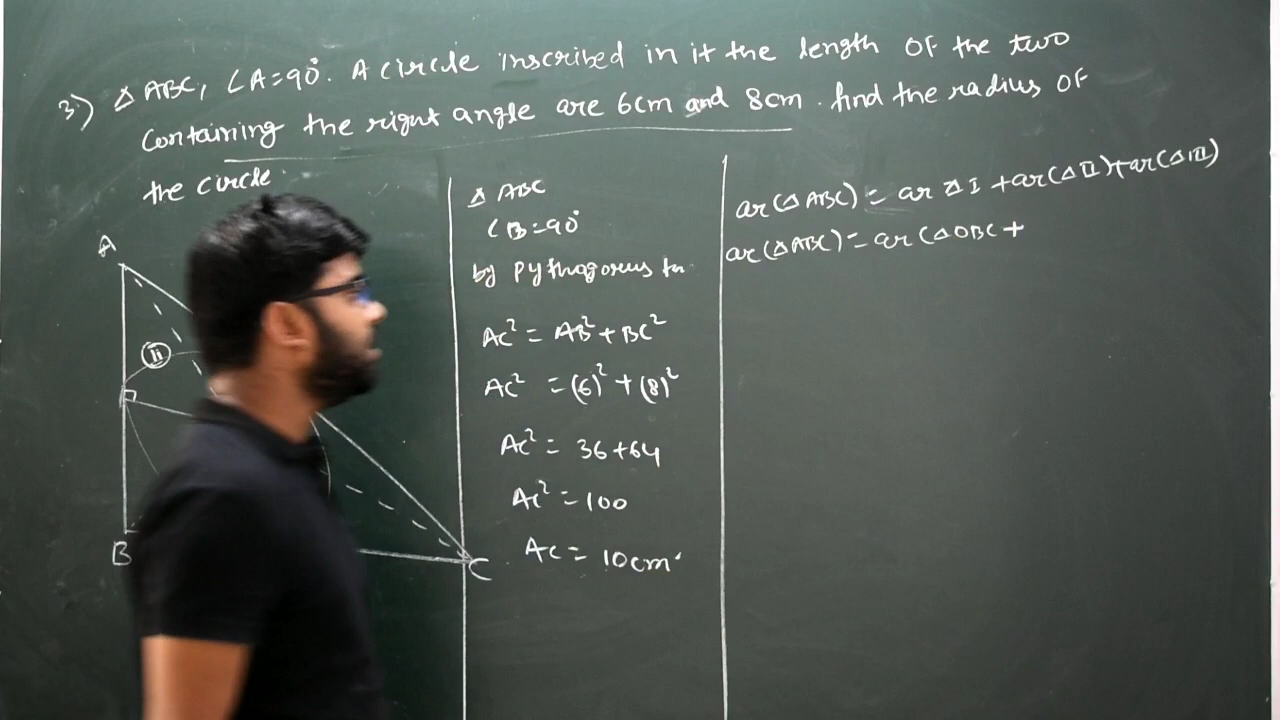 3.) Δ ABC, ∠A=90°. A circle inscribed in it the length of the two
containing the right angle are 6cm and 8cm. find the radius of
the circle.
A
ii
B
C
Δ ABC
∠B=90°
by Pythagorus tn
AC² = AB² + BC²
AC² = (6)² + (8)²
AC² = 36+64
AC² = 100
AC = 10cm.
ar(Δ ABC) = ar Δ I + ar(Δ II) + ar(Δ III)
ar(Δ ABC) = ar(Δ OBC +